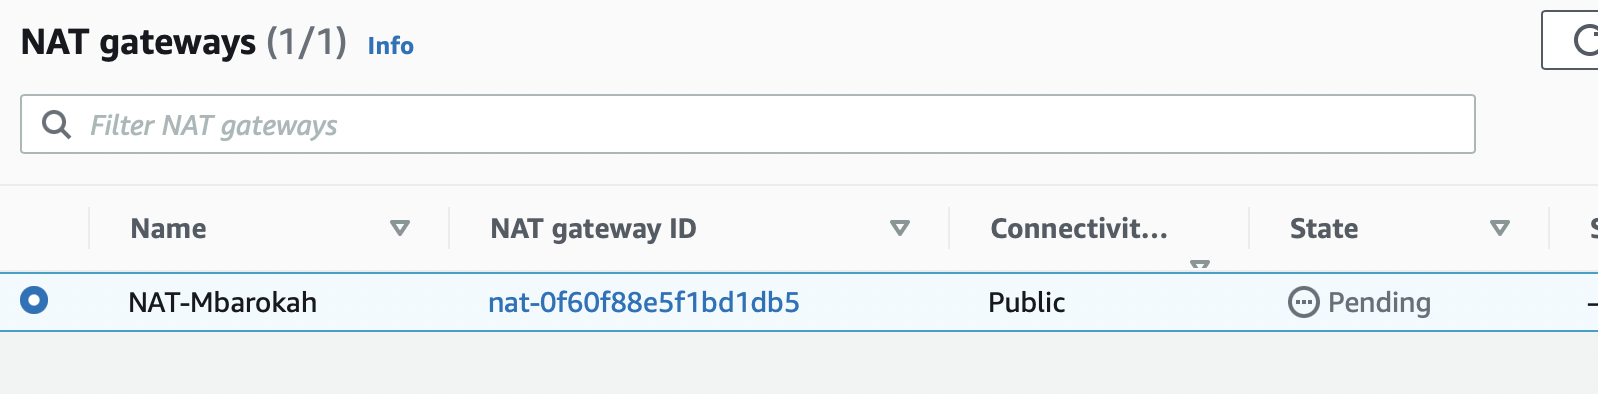 NAT gateways (1/1) Info
Filter NAT gateways
Name NAT gateway ID Connectivit... State
NAT-Mbarokah nat-0f60f88e5f1bd1db5 Public Pending